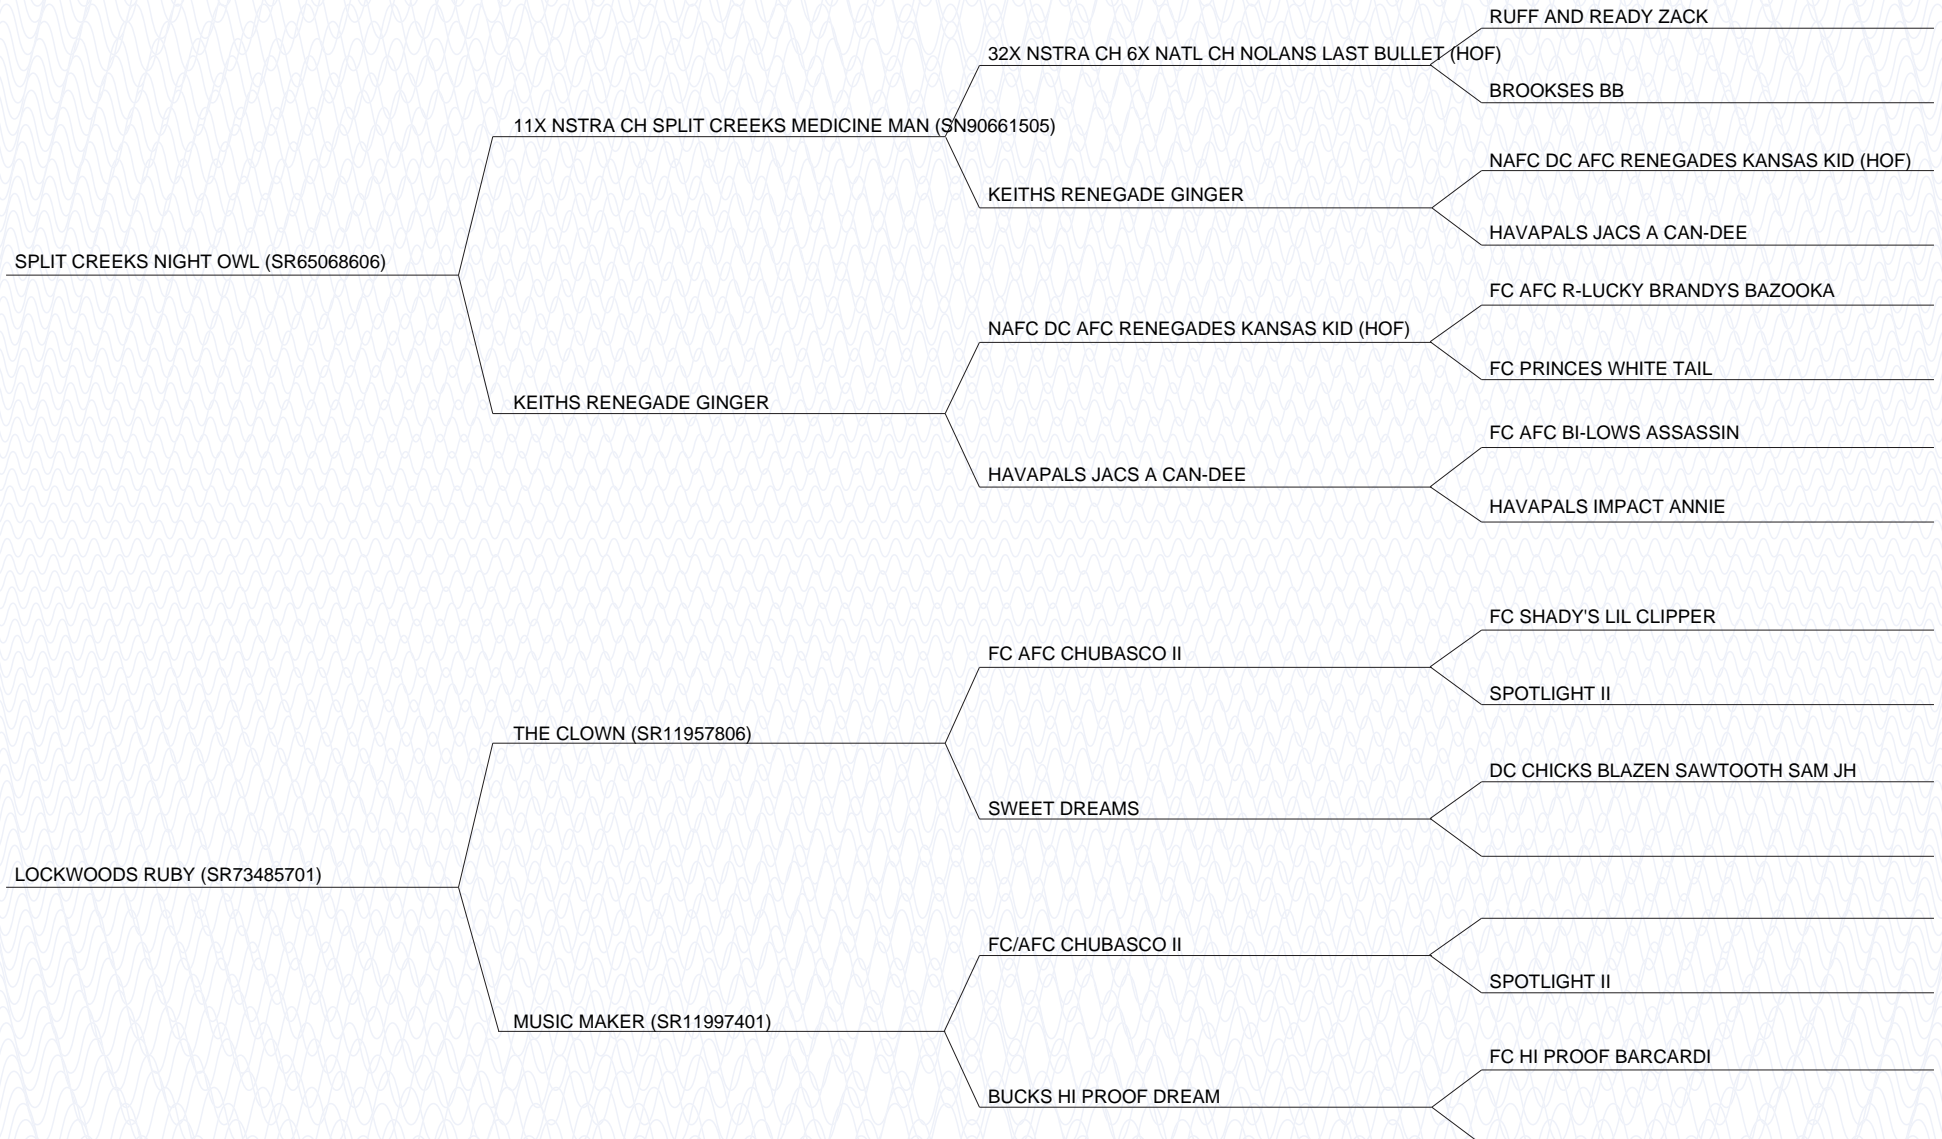 RUFF AND READY ZACK
32X NSTRA CH 6X NATL CH NOLANS LAST BULLET (HOF)
BROOKSES BB
11X NSTRA CH SPLIT CREEKS MEDICINE MAN (SN90661505)
NAFC DC AFC RENEGADES KANSAS KID (HOF)
KEITHS RENEGADE GINGER
HAVAPALS JACS A CAN-DEE
SPLIT CREEKS NIGHT OWL (SR65068606)
FC AFC R-LUCKY BRANDYS BAZOOKA
NAFC DC AFC RENEGADES KANSAS KID (HOF)
FC PRINCES WHITE TAIL
KEITHS RENEGADE GINGER
FC AFC BI-LOWS ASSASSIN
HAVAPALS JACS A CAN-DEE
HAVAPALS IMPACT ANNIE
FC SHADY'S LIL CLIPPER
FC AFC CHUBASCO II
SPOTLIGHT II
THE CLOWN (SR11957806)
DC CHICKS BLAZEN SAWTOOTH SAM JH
SWEET DREAMS
LOCKWOODS RUBY (SR73485701)
FC/AFC CHUBASCO II
SPOTLIGHT II
MUSIC MAKER (SR11997401)
FC HI PROOF BARCARDI
BUCKS HI PROOF DREAM